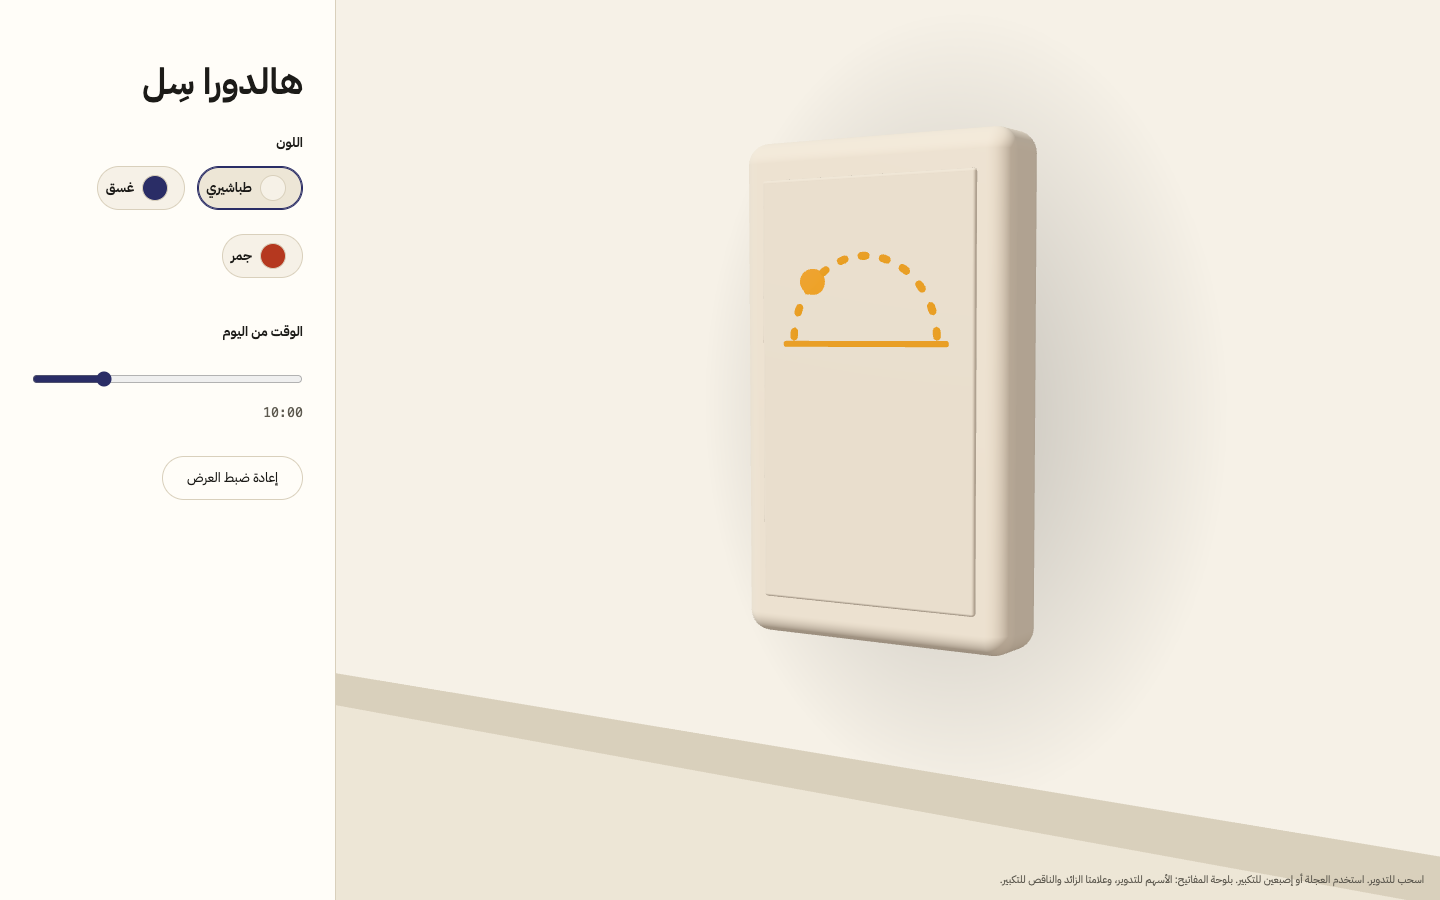 هالدورا سِل
اللون
طباشيري
غسق
جمر
الوقت من اليوم
10:00
إعادة ضبط العرض
اسحب للتدوير. استخدم العجلة أو إصبعين للتكبير. بلوحة المفاتيح: الأسهم للتدوير، وعلامتا الزائد والناقص للتكبير.